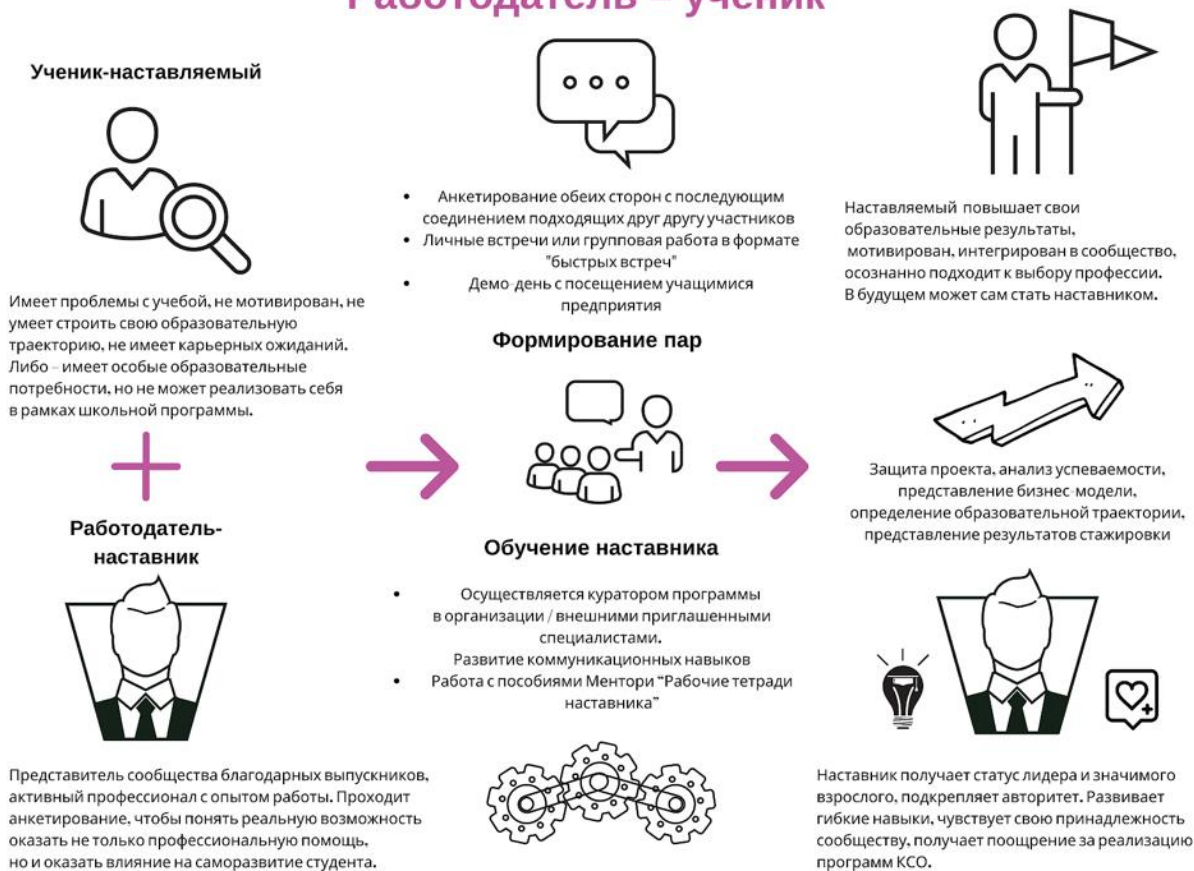 Работодатель – ученик
Ученик-наставляемый
Имеет проблемы с учебой, не мотивирован, не
умеет строить свою образовательную
траекторию, не имеет карьерных ожиданий.
Либо – имеет особые образовательные
потребности, но не может реализовать себя
в рамках школьной программы.
Работодатель-
наставник
Представитель сообщества благодарных выпускников,
активный профессионал с опытом работы. Проходит
анкетирование, чтобы понять реальную возможность
оказать не только профессиональную помощь,
но и оказать влияние на саморазвитие студента.
• Анкетирование обеих сторон с последующим
соединением подходящих друг другу участников
• Личные встречи или групповая работа в формате
"быстрых встреч"
• Демо-день с посещением учащимися
предприятия
Формирование пар
Обучение наставника
• Осуществляется куратором программы
в организации / внешними приглашенными
специалистами.
Развитие коммуникационных навыков
• Работа с пособиями Ментори “Рабочие тетради
наставника”
Наставляемый повышает свои
образовательные результаты,
мотивирован, интегрирован в сообщество,
осознанно подходит к выбору профессии.
В будущем может сам стать наставником.
Защита проекта, анализ успеваемости,
представление бизнес-модели,
определение образовательной траектории,
представление результатов стажировки
Наставник получает статус лидера и значимого
взрослого, подкрепляет авторитет. Развивает
гибкие навыки, чувствует свою принадлежность
сообществу, получает поощрение за реализацию
программ КСО.